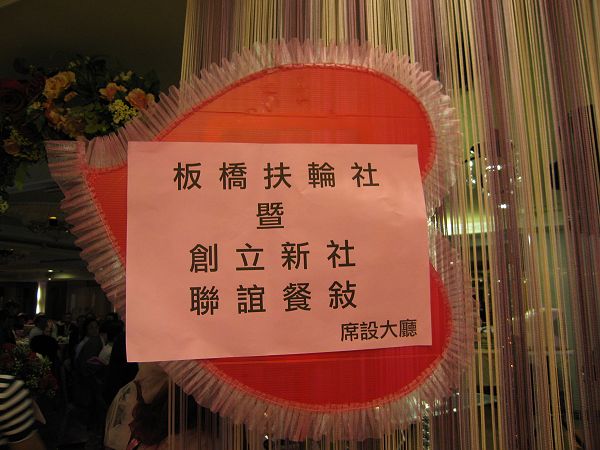 板橋扶輪社
暨
創立新社
聯誼餐敍
席設大廳